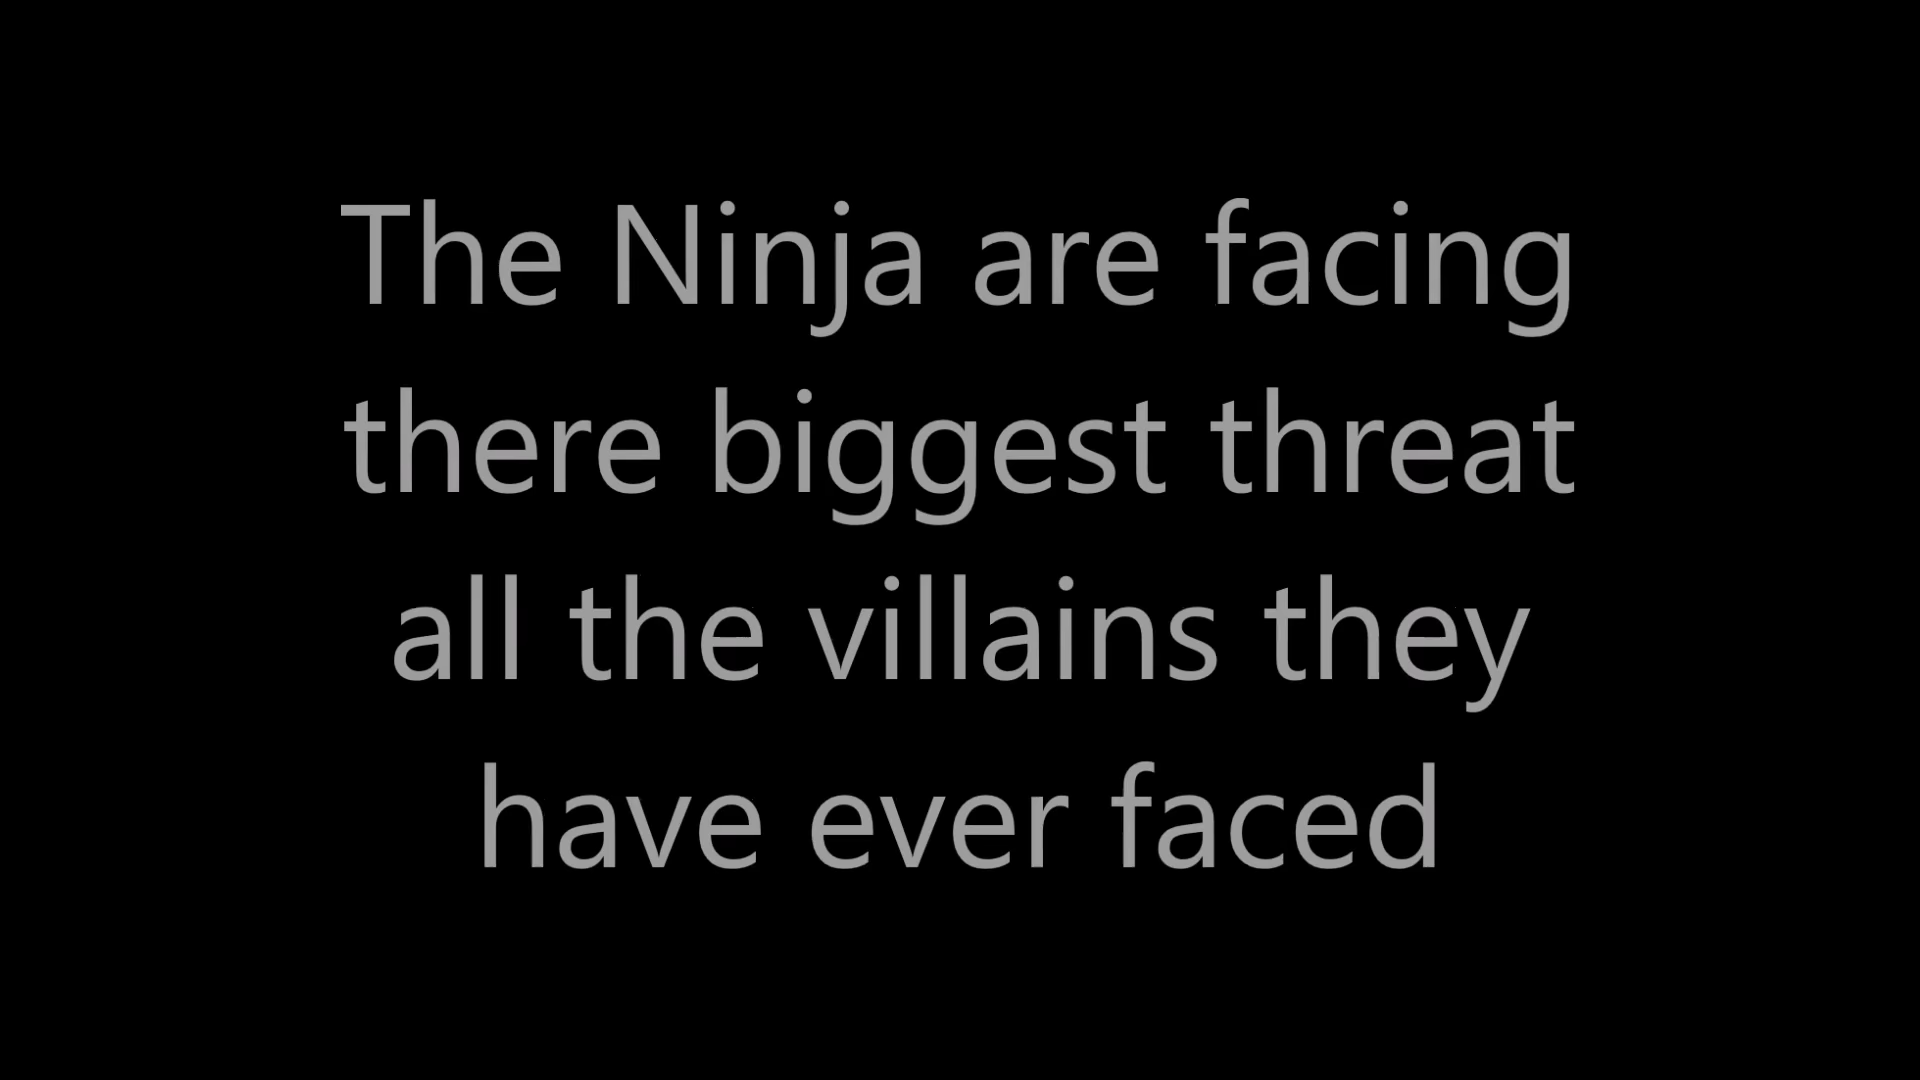 The Ninja are facing
there biggest threat
all the villains they
have ever faced